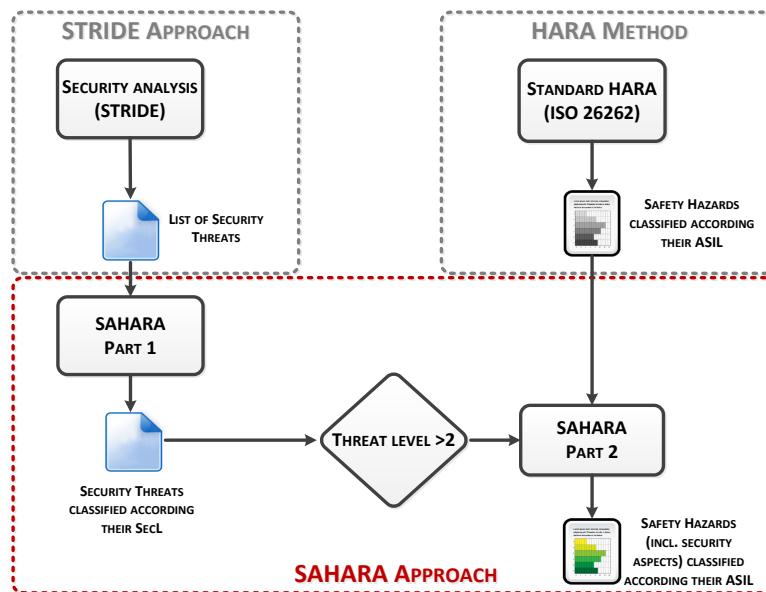 STRIDE APPROACH
HARA METHOD
SECURITY ANALYSIS
(STRIDE)
STANDARD HARA
(ISO 26262)
LIST OF SECURITY
THREATS
SAFETY HAZARDS
CLASSIFIED ACCORDING
THEIR ASIL
SAHARA
PART 1
THREAT LEVEL >2
SAHARA
PART 2
SECURITY THREATS
CLASSIFIED ACCORDING
THEIR SECL
SAFETY HAZARDS
(INCL. SECURITY
ASPECTS) CLASSIFIED
ACCORDING THEIR ASIL
SAHARA APPROACH